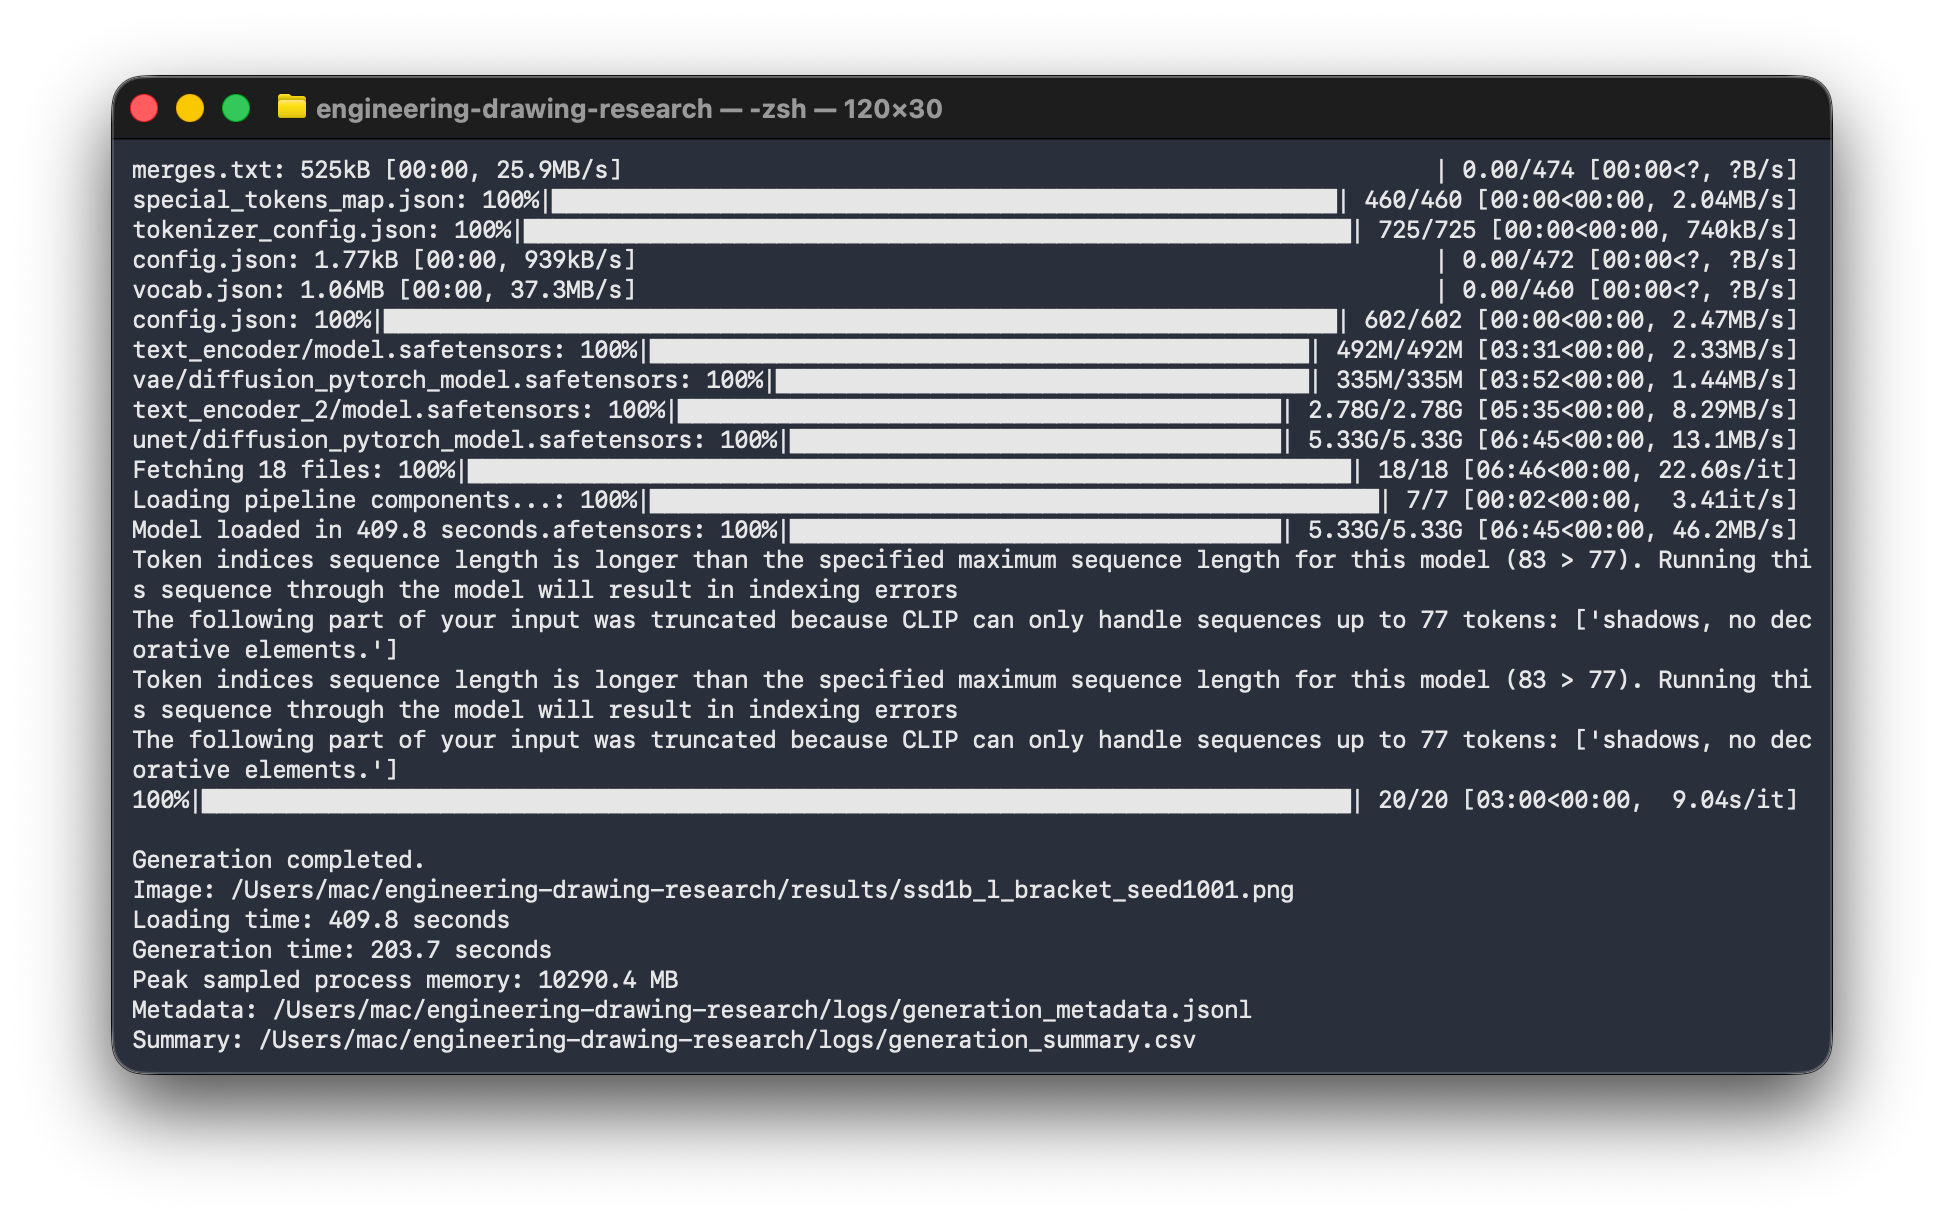 engineering-drawing-research — -zsh — 120×30
merges.txt: 525kB [00:00, 25.9MB/s] | 0.00/474 [00:00<?, ?B/s]
special_tokens_map.json: 100%| | 460/460 [00:00<00:00, 2.04MB/s]
tokenizer_config.json: 100%| | 725/725 [00:00<00:00, 740kB/s]
config.json: 1.77kB [00:00, 939kB/s] | 0.00/472 [00:00<?, ?B/s]
vocab.json: 1.06MB [00:00, 37.3MB/s] | 0.00/460 [00:00<?, ?B/s]
config.json: 100%| | 602/602 [00:00<00:00, 2.47MB/s]
text_encoder/model.safetensors: 100%| | 492M/492M [03:31<00:00, 2.33MB/s]
vae/diffusion_pytorch_model.safetensors: 100%| | 335M/335M [03:52<00:00, 1.44MB/s]
text_encoder_2/model.safetensors: 100%| | 2.78G/2.78G [05:35<00:00, 8.29MB/s]
unet/diffusion_pytorch_model.safetensors: 100%| | 5.33G/5.33G [06:45<00:00, 13.1MB/s]
Fetching 18 files: 100%| | 18/18 [06:46<00:00, 22.60s/it]
Loading pipeline components...: 100%| | 7/7 [00:02<00:00,  3.41it/s]
Model loaded in 409.8 seconds.afetensors: 100%| | 5.33G/5.33G [06:45<00:00, 46.2MB/s]
Token indices sequence length is longer than the specified maximum sequence length for this model (83 > 77). Running thi
s sequence through the model will result in indexing errors
The following part of your input was truncated because CLIP can only handle sequences up to 77 tokens: ['shadows, no dec
orative elements.']
Token indices sequence length is longer than the specified maximum sequence length for this model (83 > 77). Running thi
s sequence through the model will result in indexing errors
The following part of your input was truncated because CLIP can only handle sequences up to 77 tokens: ['shadows, no dec
orative elements.']
100%| | 20/20 [03:00<00:00,  9.04s/it]
Generation completed.
Image: /Users/mac/engineering-drawing-research/results/ssd1b_l_bracket_seed1001.png
Loading time: 409.8 seconds
Generation time: 203.7 seconds
Peak sampled process memory: 10290.4 MB
Metadata: /Users/mac/engineering-drawing-research/logs/generation_metadata.jsonl
Summary: /Users/mac/engineering-drawing-research/logs/generation_summary.csv